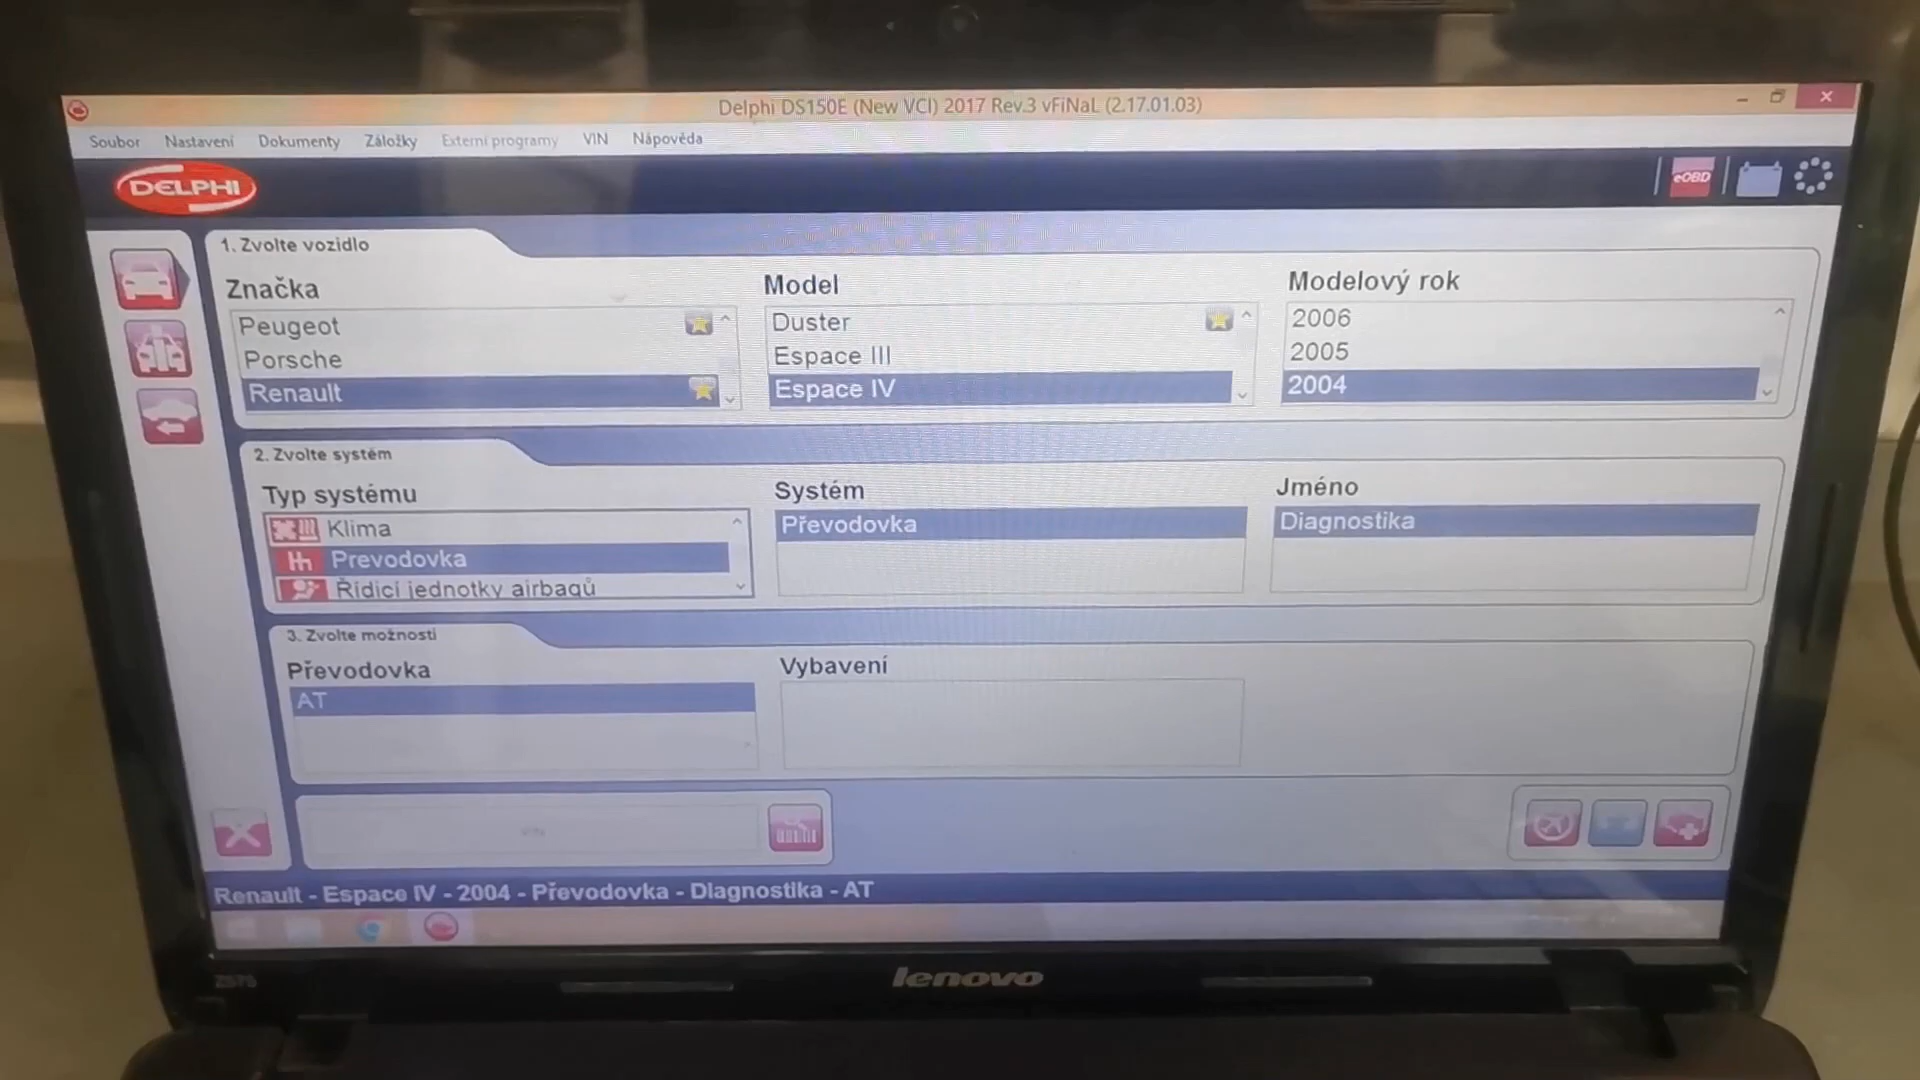 Delphi DS150E (New VCI) 2017 Rev.3 vFiNaL (2.17.01.03)
Soubor Nastavení Dokumenty Záložky Externí programy VIN Nápověda
DELPHI
eOBD
1. Zvolte vozidlo
Značka Model Modelový rok
Peugeot Duster 2006
Porsche Espace III 2005
Renault Espace IV 2004
2. Zvolte systém
Typ systému Systém Jméno
Klima Převodovka Diagnostika
Prevodovka
Řídicí jednotky airbagů
3. Zvolte možnosti
Převodovka Vybavení
AT
Renault - Espace IV - 2004 - Převodovka - Diagnostika - AT
lenovo